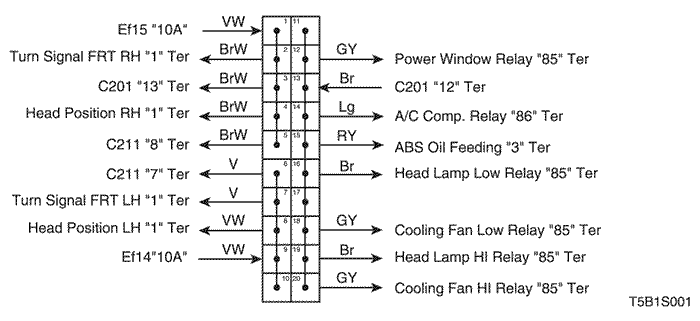 Ef15 "10A" VW 1 11
Turn Signal FRT RH "1" Ter BrW 2 12 GY Power Window Relay "85" Ter
C201 "13" Ter BrW 3 13 Br C201 "12" Ter
Head Position RH "1" Ter BrW 4 14 Lg A/C Comp. Relay "86" Ter
C211 "8" Ter BrW 5 15 RY ABS Oil Feeding "3" Ter
C211 "7" Ter V 6 16 Br Head Lamp Low Relay "85" Ter
Turn Signal FRT LH "1" Ter V 7 17
Head Position LH "1" Ter VW 8 18 GY Cooling Fan Low Relay "85" Ter
Ef14"10A" VW 9 19 Br Head Lamp HI Relay "85" Ter
10 20 GY Cooling Fan HI Relay "85" Ter
T5B1S001